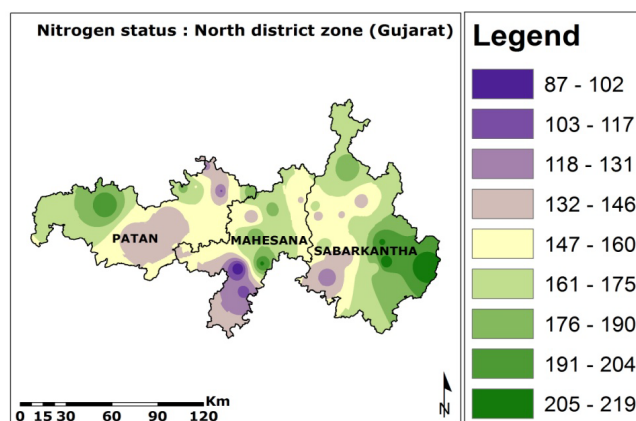 Nitrogen status : North district zone (Gujarat)
PATAN
MAHESANA
SABARKANTHA
Km
0 15 30 60 90 120
N
Legend
87 - 102
103 - 117
118 - 131
132 - 146
147 - 160
161 - 175
176 - 190
191 - 204
205 - 219